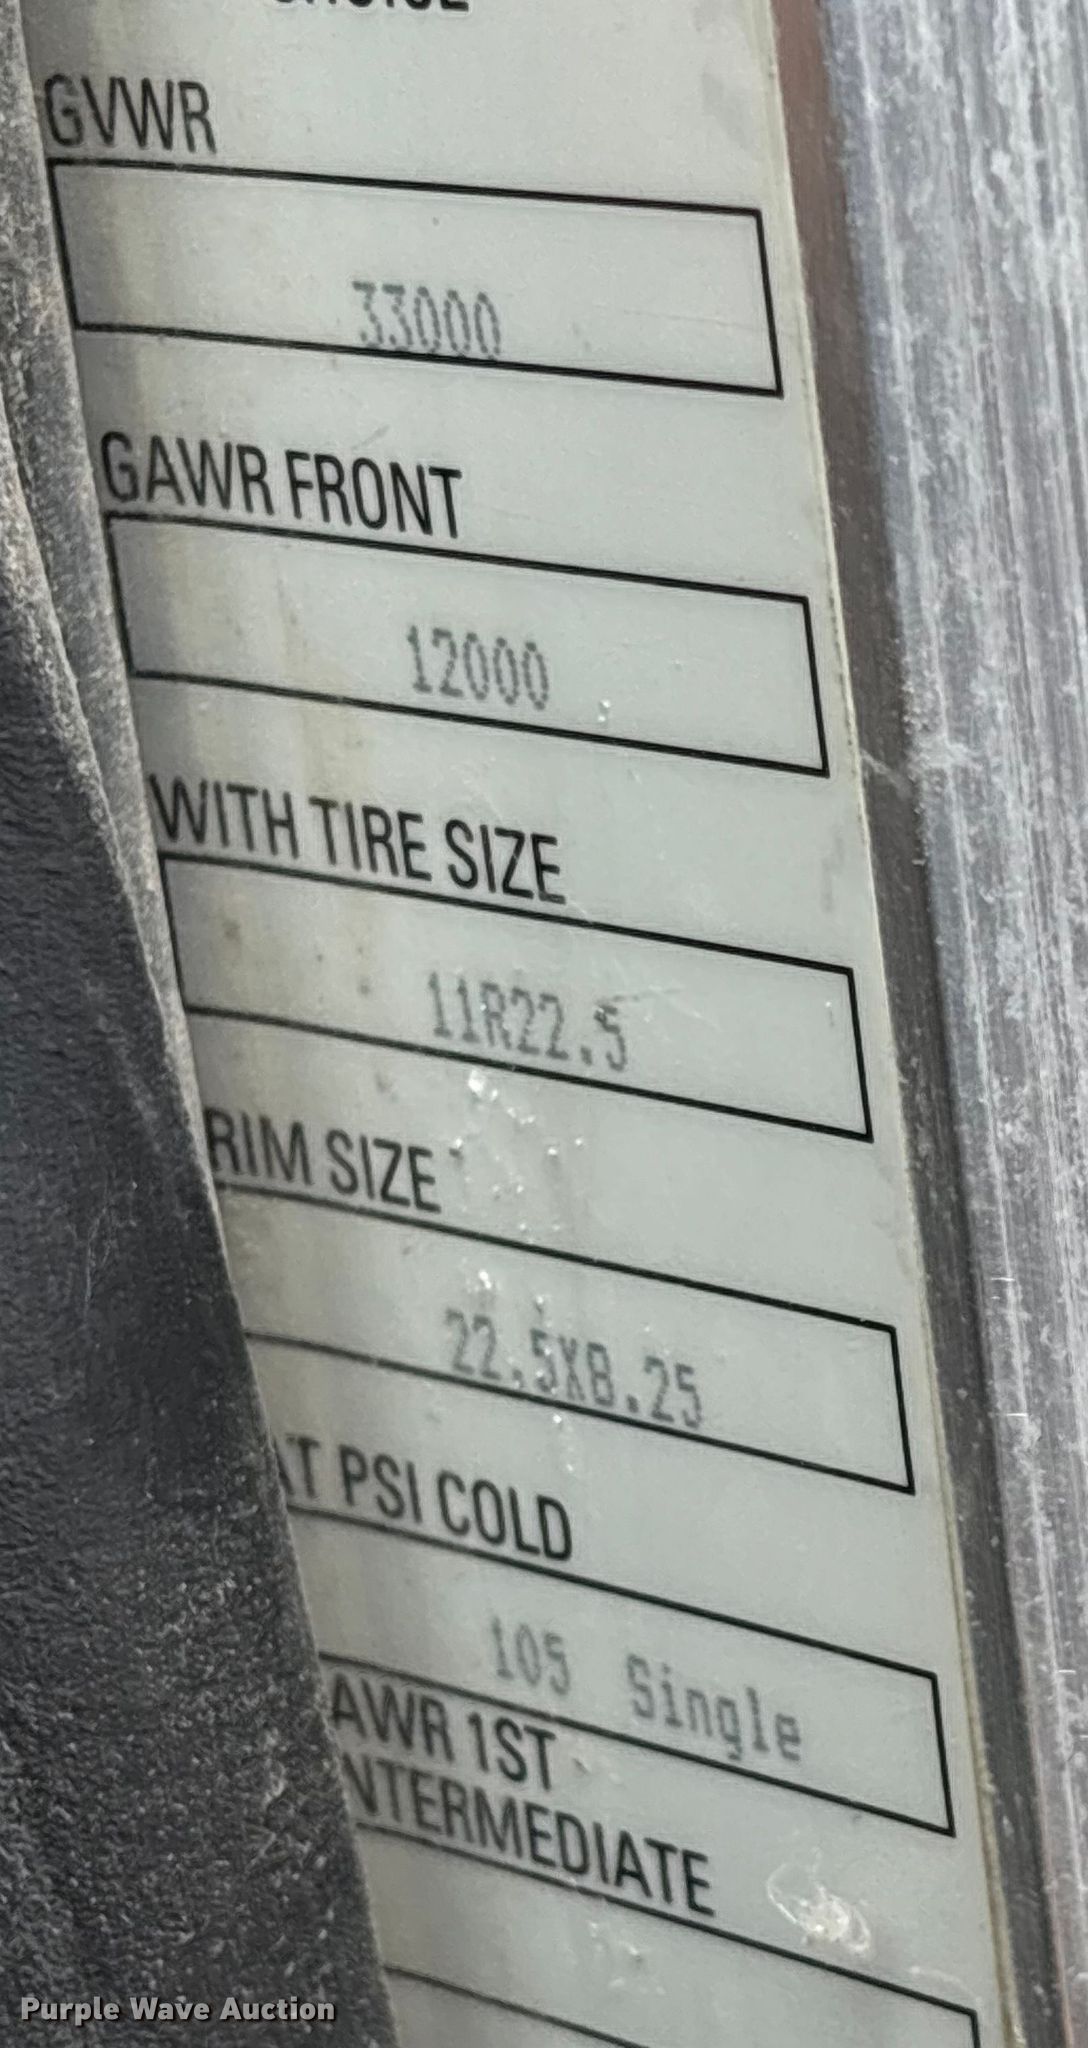 GVWR
33000
GAWR FRONT
12000
WITH TIRE SIZE
11R22.5
RIM SIZE
22.5X8.25
AT PSI COLD
105 Single
AWR 1ST
NTERMEDIATE
Purple Wave Auction